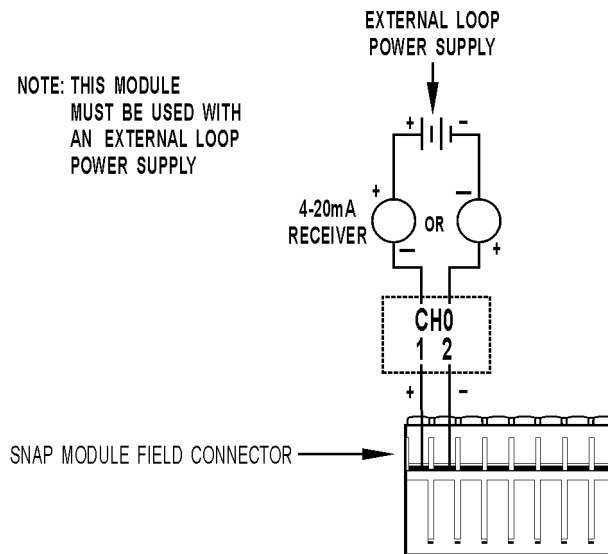 EXTERNAL LOOP
POWER SUPPLY
NOTE: THIS MODULE
MUST BE USED WITH
AN EXTERNAL LOOP
POWER SUPPLY
+ –
+ –
4-20mA
RECEIVER
OR
– +
CH0
1 2
+ –
SNAP MODULE FIELD CONNECTOR